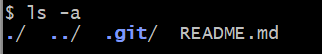 $ ls -a
./  ../  .git/  README.md